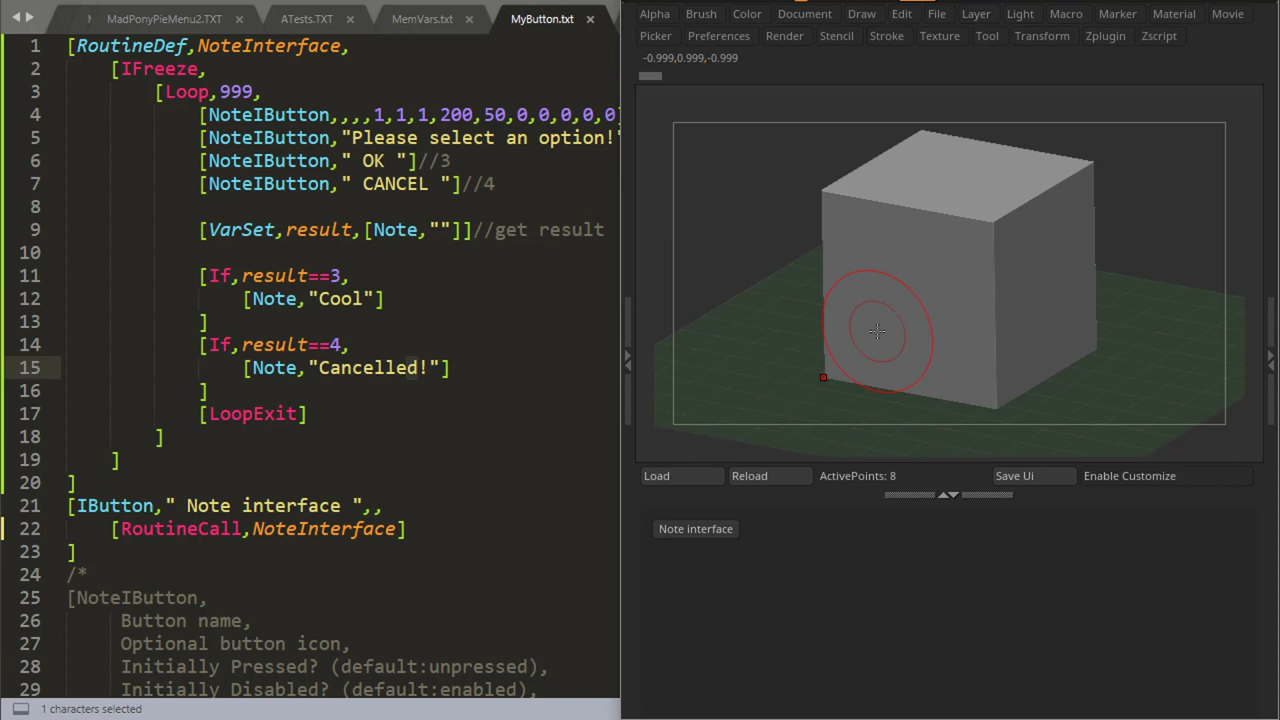 MadPonyPieMenu2.TXT × ATests.TXT × MemVars.txt × MyButton.txt ×
1 [RoutineDef,NoteInterface,
2 [IFreeze,
3 [Loop,999,
4 [NoteIButton,,,,1,1,1,200,50,0,0,0,0,0]
5 [NoteIButton,"Please select an option!"
6 [NoteIButton," OK "]//3
7 [NoteIButton," CANCEL "]//4
8
9 [VarSet,result,[Note,""]]//get result
10
11 [If,result==3,
12 [Note,"Cool"]
13 ]
14 [If,result==4,
15 [Note,"Cancelled!"]
16 ]
17 [LoopExit]
18 ]
19 ]
20 ]
21 [IButton," Note interface ",,
22 [RoutineCall,NoteInterface]
23 ]
24 /*
25 [NoteIButton,
26 Button name,
27 Optional button icon,
28 Initially Pressed? (default:unpressed),
29 Initially Disabled? (default:enabled),
1 characters selected
Alpha Brush Color Document Draw Edit File Layer Light Macro Marker Material Movie
Picker Preferences Render Stencil Stroke Texture Tool Transform Zplugin Zscript
-0.999,0.999,-0.999
Load Reload ActivePoints: 8 Save Ui Enable Customize
Note interface